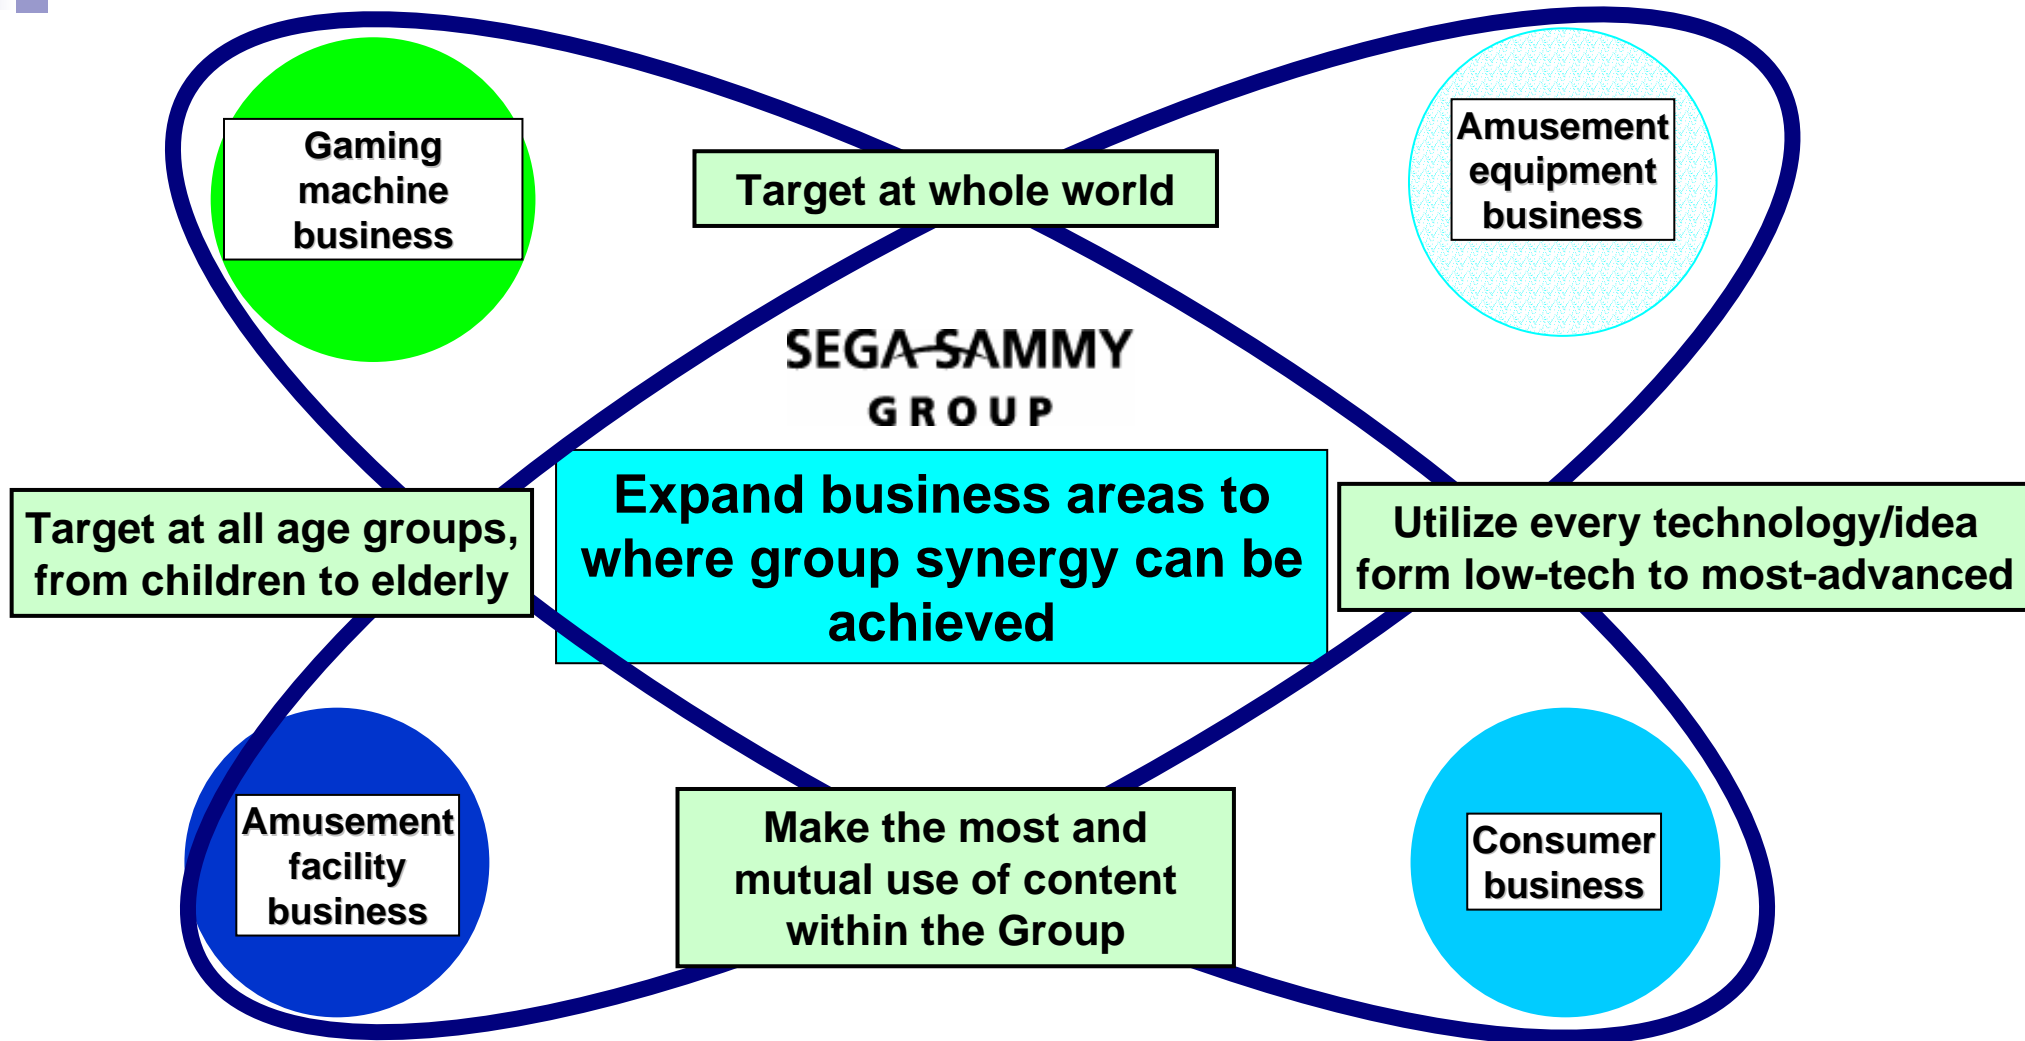 Gaming
machine
business
Target at whole world
Amusement
equipment
business
SEGA SAMMY
GROUP
Target at all age groups,
from children to elderly
Expand business areas to
where group synergy can be
achieved
Utilize every technology/idea
form low-tech to most-advanced
Amusement
facility
business
Make the most and
mutual use of content
within the Group
Consumer
business